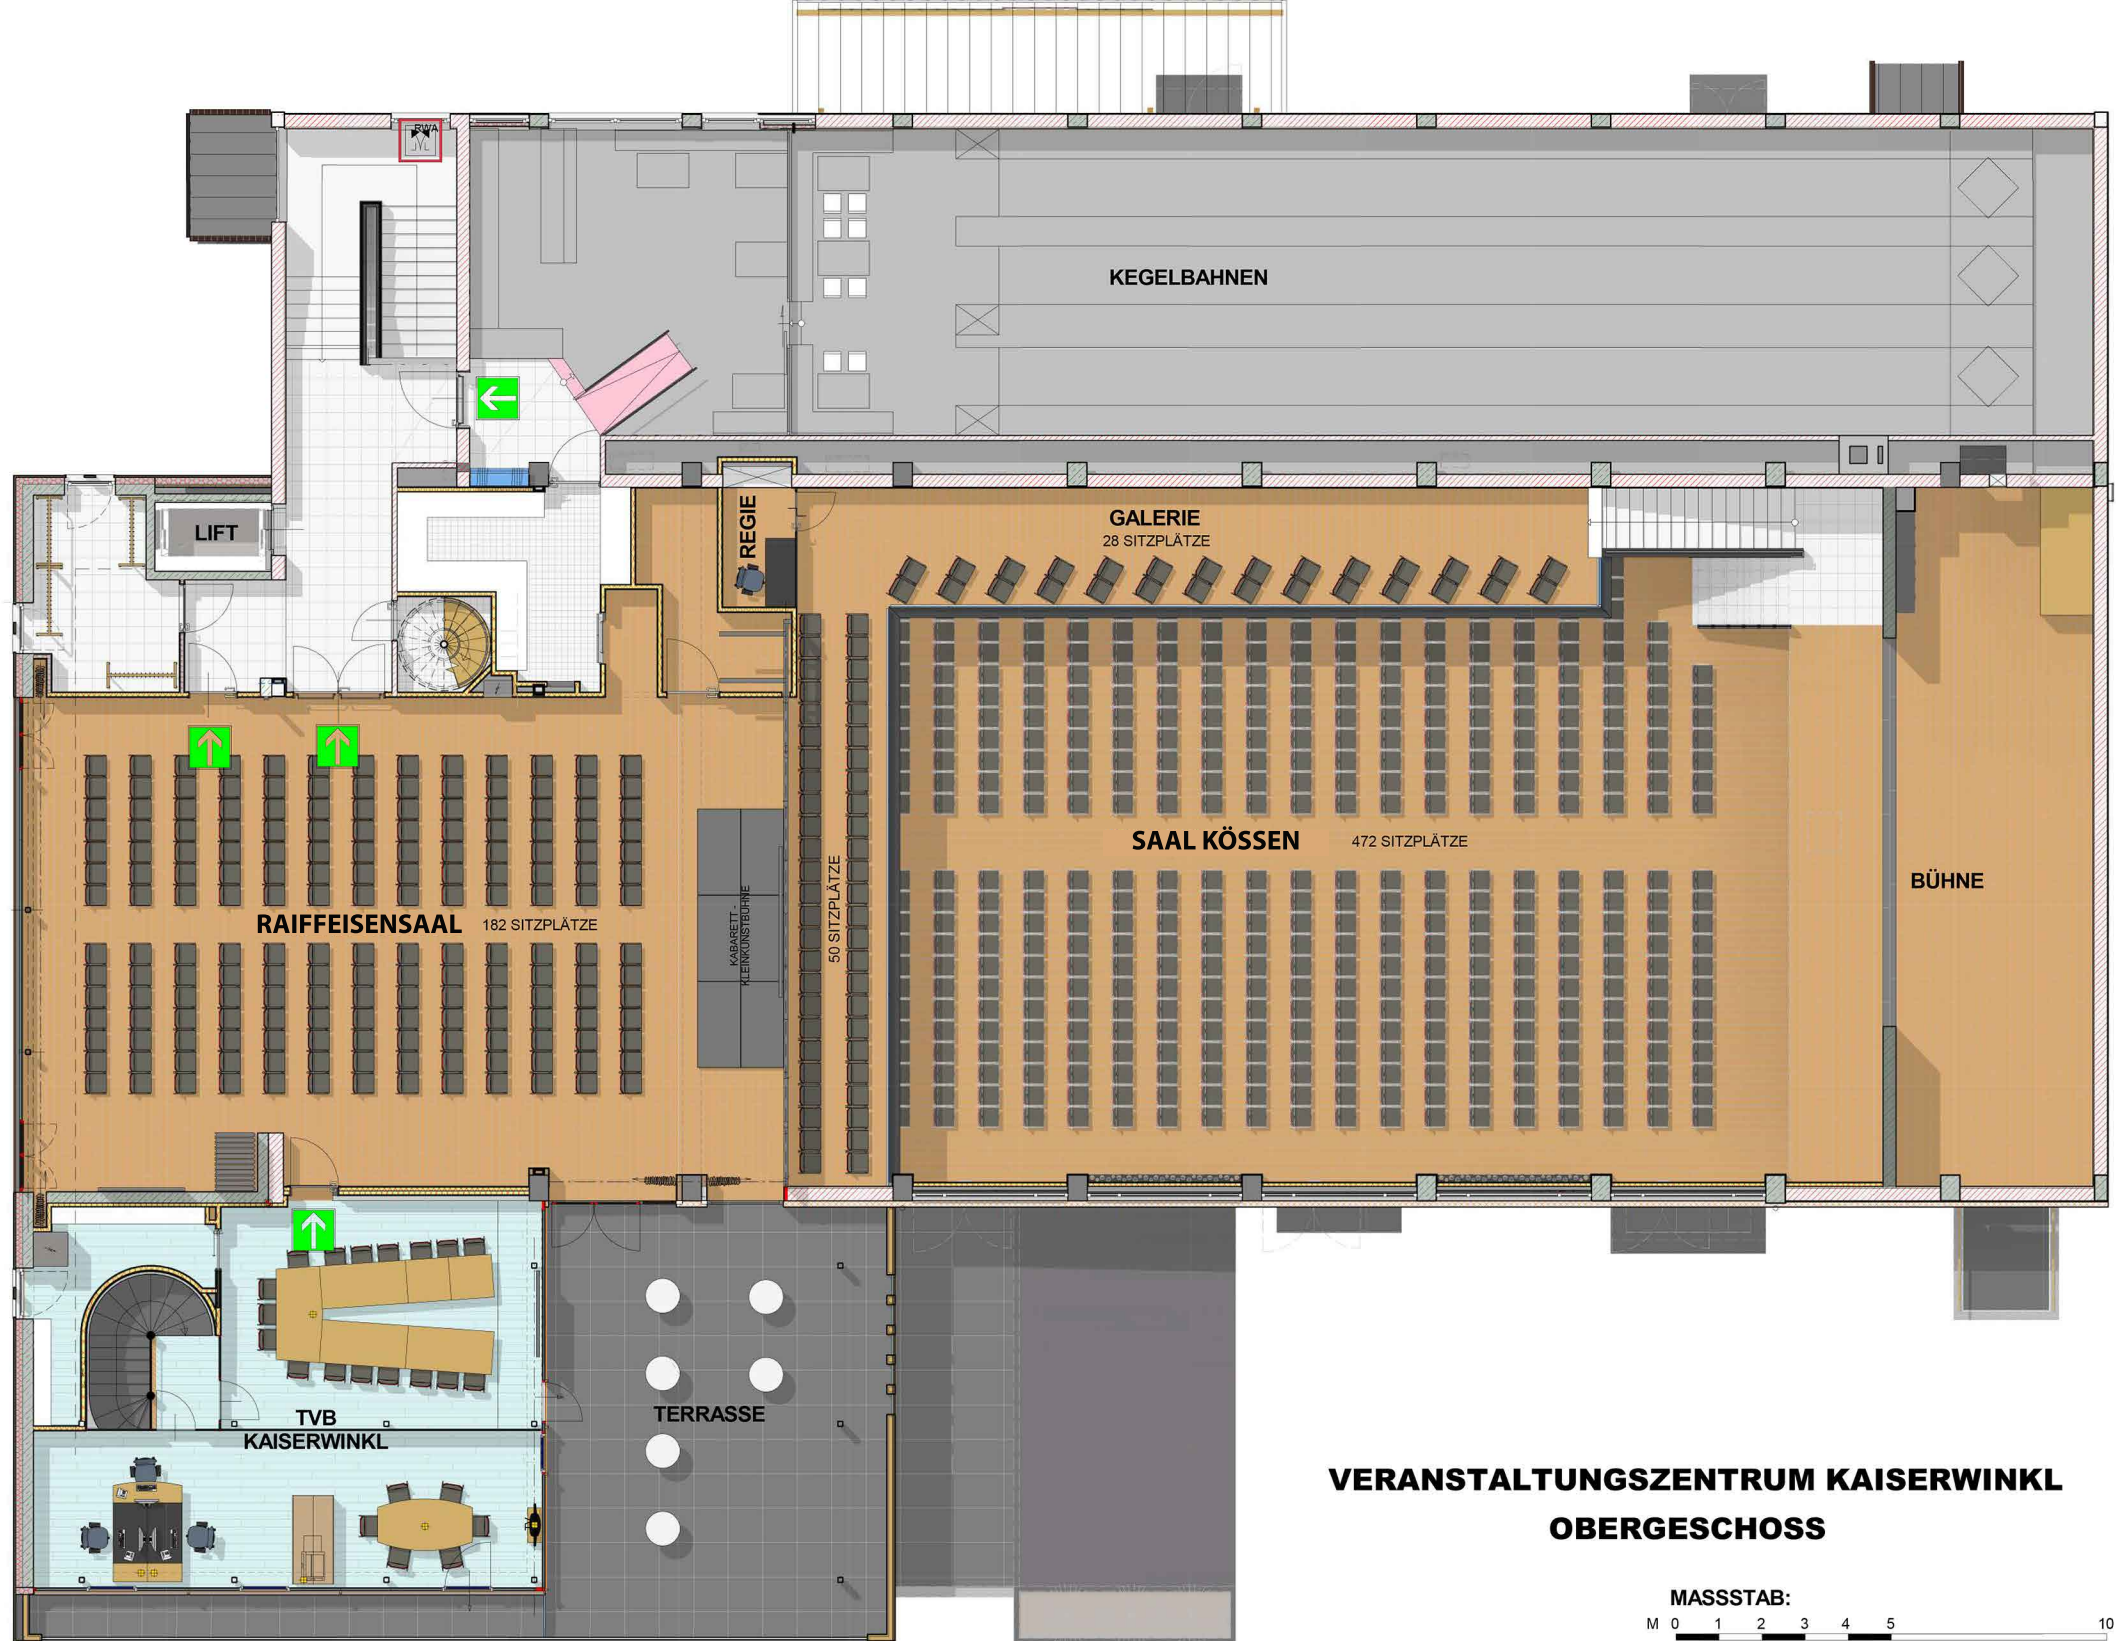 RWA
KEGELBAHNEN
LIFT
REGIE
GALERIE
28 SITZPLÄTZE
SAAL KÖSSEN 472 SITZPLÄTZE
BÜHNE
RAIFFEISENSAAL 182 SITZPLÄTZE
KABARETT -
KLEINKUNSTBÜHNE
50 SITZPLÄTZE
TVB
KAISERWINKL
TERRASSE
TV
VERANSTALTUNGSZENTRUM KAISERWINKL
OBERGESCHOSS
MASSSTAB:
M 0 1 2 3 4 5 10